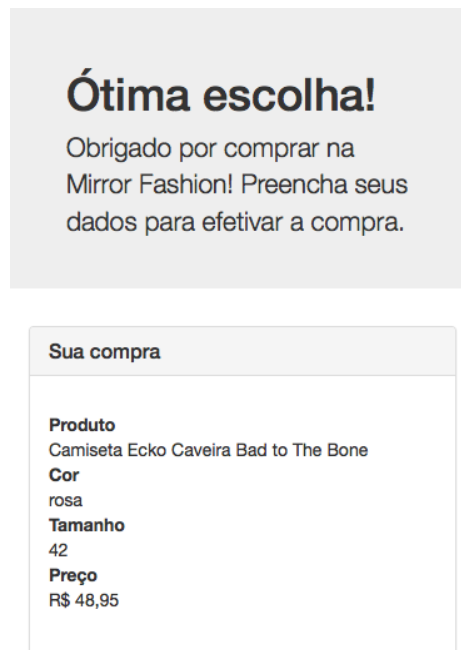 Ótima escolha!
Obrigado por comprar na
Mirror Fashion! Preencha seus
dados para efetivar a compra.
Sua compra
Produto
Camiseta Ecko Caveira Bad to The Bone
Cor
rosa
Tamanho
42
Preço
R$ 48,95